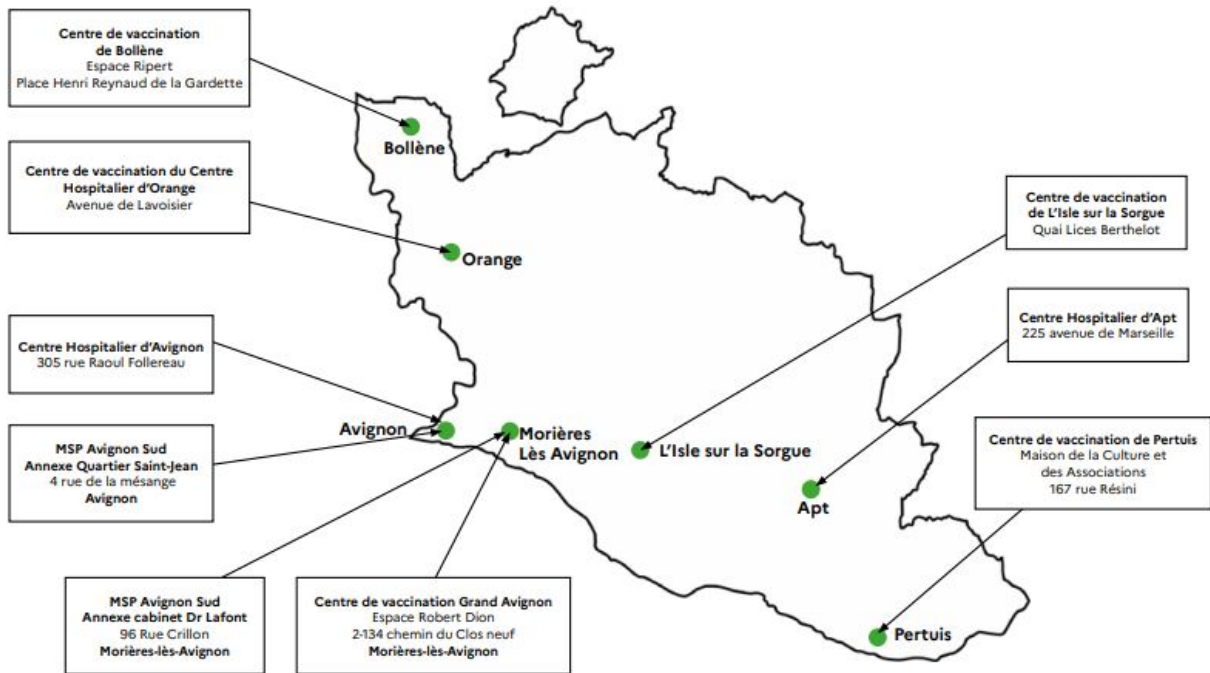 Centre de vaccination
de Bollène
Espace Ripert
Place Henri Reynaud de la Gardette
Bollène
Centre de vaccination du Centre
Hospitalier d'Orange
Avenue de Lavoisier
Orange
Centre de vaccination
de L'Isle sur la Sorgue
Quai Lices Berthelot
Centre Hospitalier d'Apt
225 avenue de Marseille
Centre Hospitalier d'Avignon
305 rue Raoul Follereau
Avignon
Morières
Lès Avignon
L'Isle sur la Sorgue
MSP Avignon Sud
Annexe Quartier Saint-Jean
4 rue de la mésange
Avignon
Centre de vaccination de Pertuis
Maison de la Culture et
des Associations
167 rue Résini
Apt
MSP Avignon Sud
Annexe cabinet Dr Lafont
96 Rue Crillon
Morières-lès-Avignon
Centre de vaccination Grand Avignon
Espace Robert Dion
2-134 chemin du Clos neuf
Morières-lès-Avignon
Pertuis